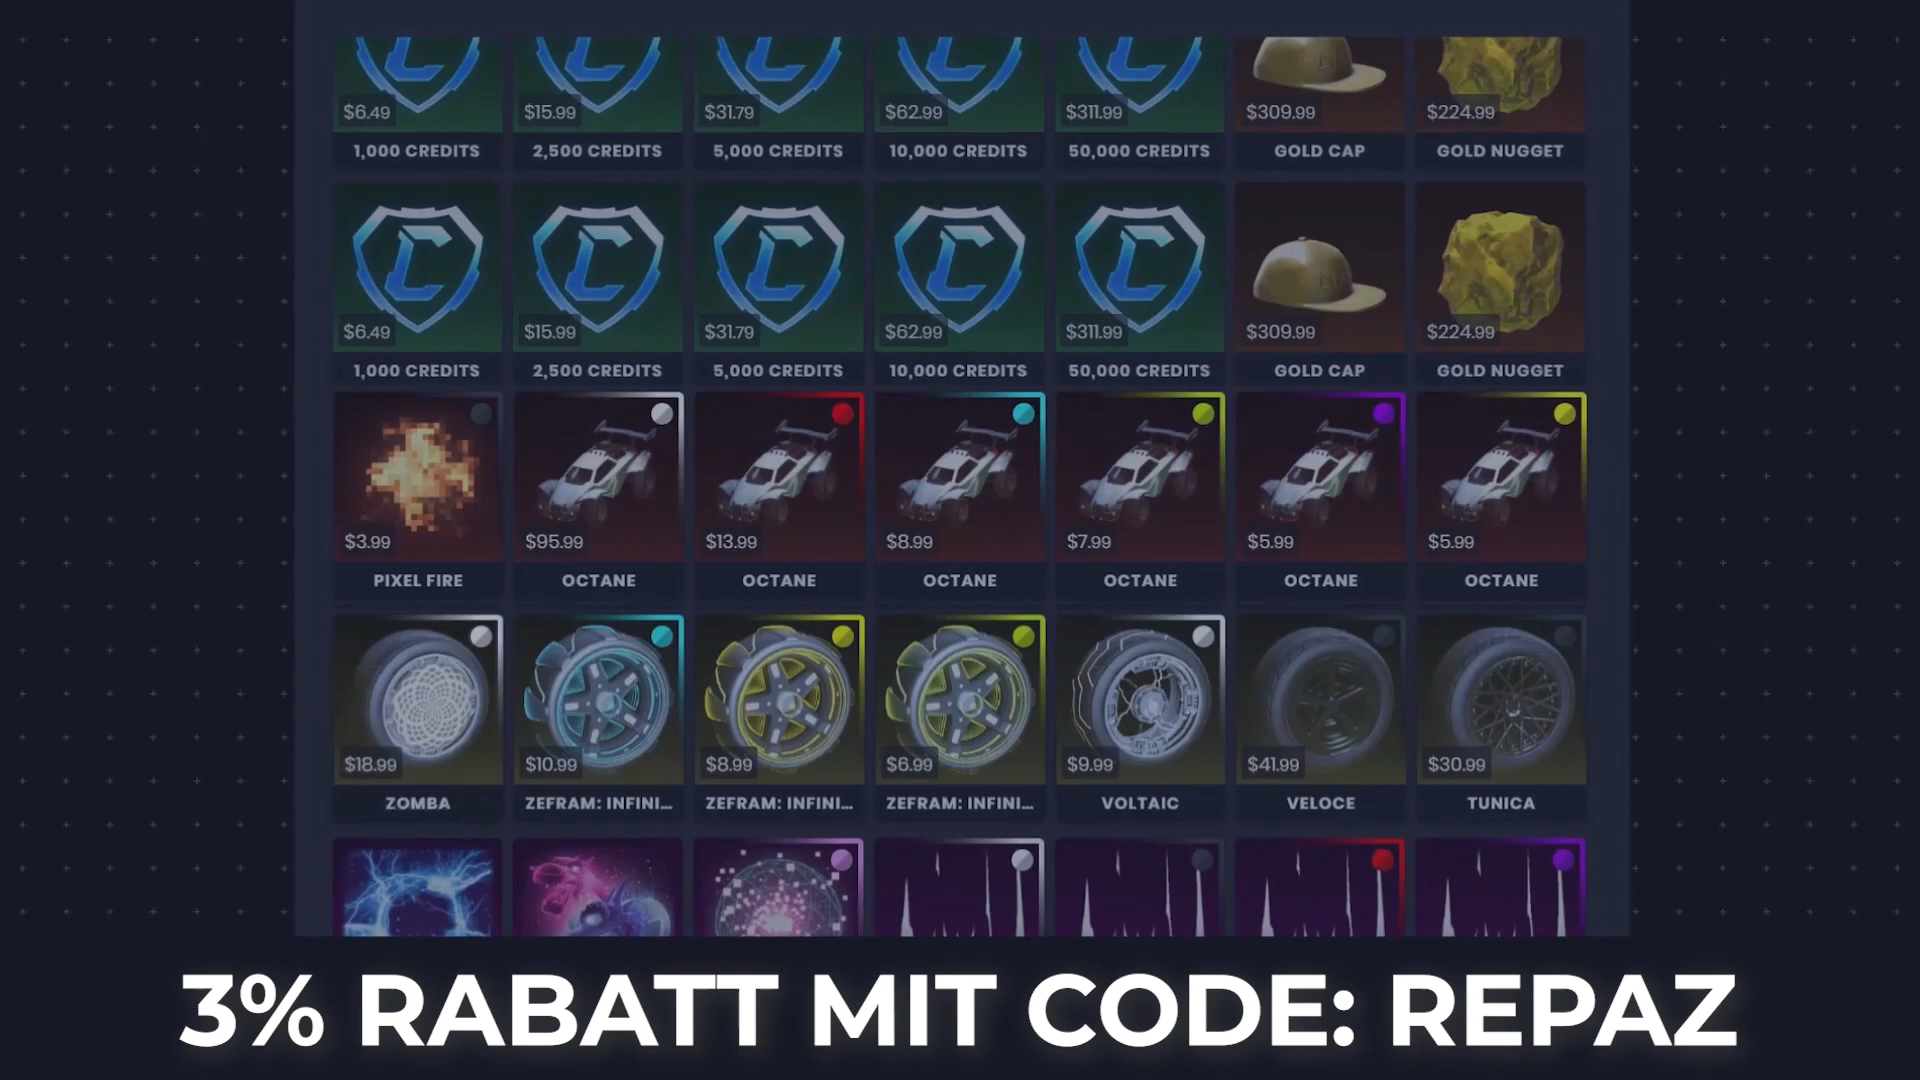 $6.49 $15.99 $31.79 $62.99 $311.99 $309.99 $224.99
1,000 CREDITS 2,500 CREDITS 5,000 CREDITS 10,000 CREDITS 50,000 CREDITS GOLD CAP GOLD NUGGET
$6.49 $15.99 $31.79 $62.99 $311.99 $309.99 $224.99
1,000 CREDITS 2,500 CREDITS 5,000 CREDITS 10,000 CREDITS 50,000 CREDITS GOLD CAP GOLD NUGGET
$3.99 $95.99 $13.99 $8.99 $7.99 $5.99 $5.99
PIXEL FIRE OCTANE OCTANE OCTANE OCTANE OCTANE OCTANE
$18.99 $10.99 $8.99 $6.99 $9.99 $41.99 $30.99
ZOMBA ZEFRAM: INFINI... ZEFRAM: INFINI... ZEFRAM: INFINI... VOLTAIC VELOCE TUNICA
3% RABATT MIT CODE: REPAZ